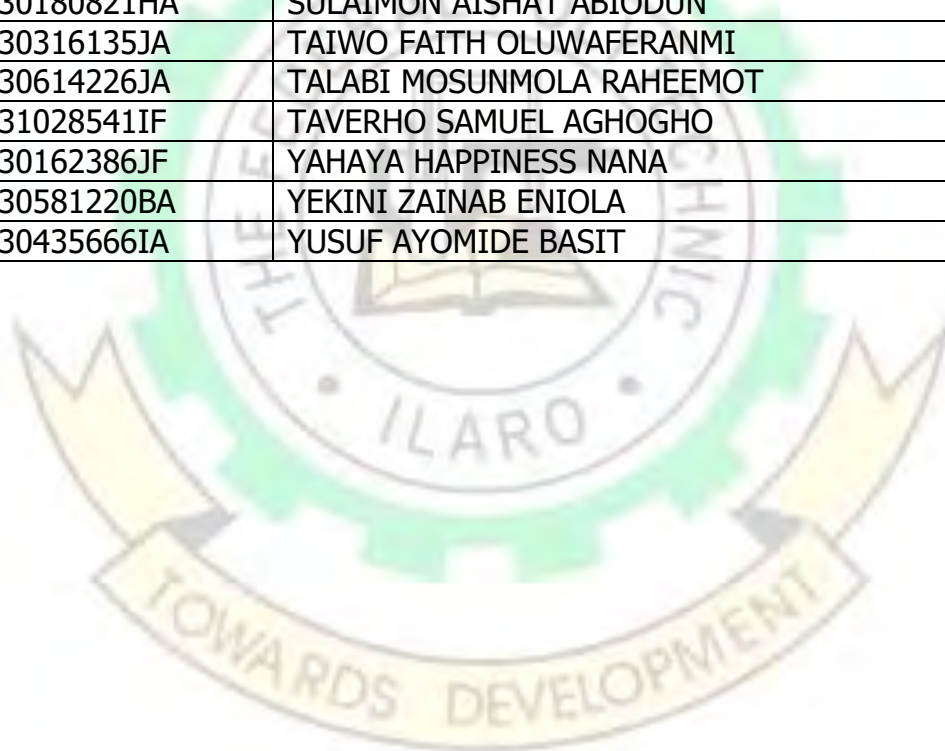 30180821HA SULAIMON AISHAT ABIODUN
30316135JA TAIWO FAITH OLUWAFERANMI
30614226JA TALABI MOSUNMOLA RAHEEMOT
31028541IF TAVERHO SAMUEL AGHOGHO
30162386JF YAHAYA HAPPINESS NANA
30581220BA YEKINI ZAINAB ENIOLA
30435666IA YUSUF AYOMIDE BASIT
THE
ILARO
TOWARDS DEVELOPMENT